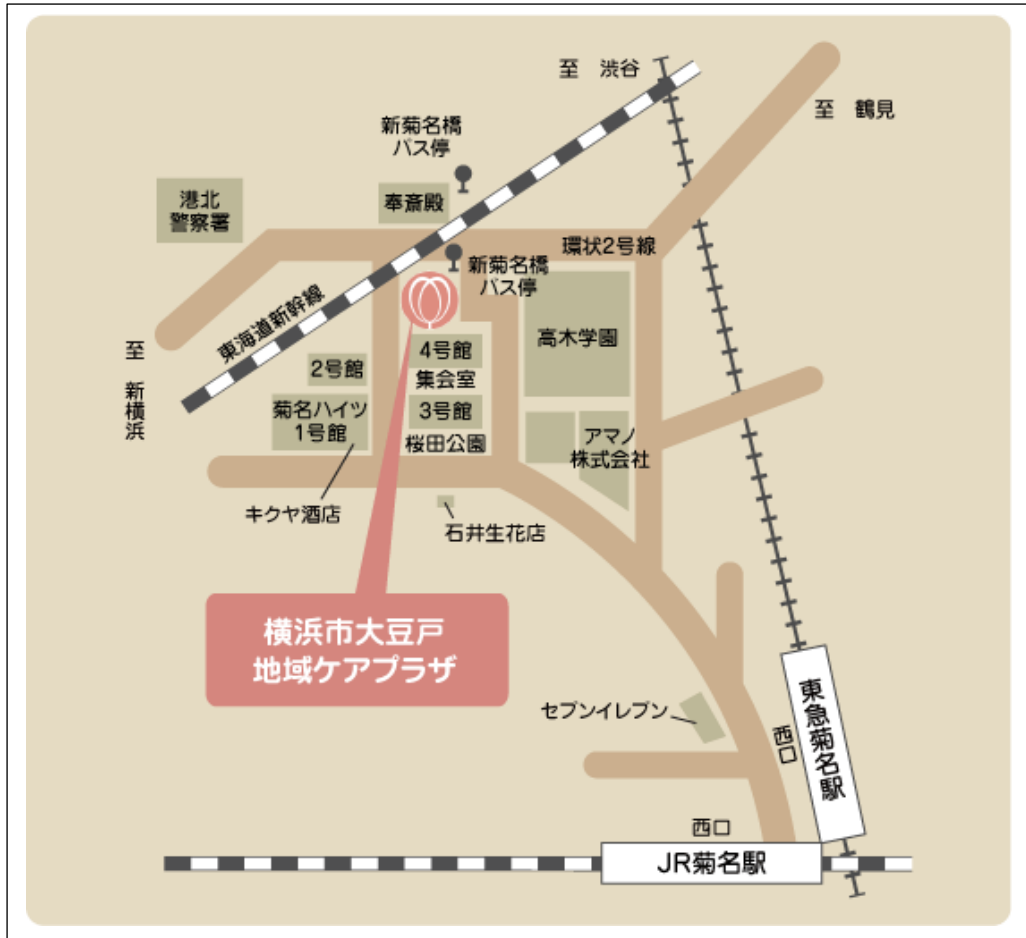 至 渋谷
至 鶴見
新菊名橋
バス停
港北
警察署
奉斎殿
環状2号線
新菊名橋
バス停
東海道新幹線
高木学園
至 新横浜
4号館
集会室
2号館
3号館
菊名ハイツ
1号館
桜田公園
アマノ
株式会社
キクヤ酒店
石井生花店
横浜市大豆戸
地域ケアプラザ
セブンイレブン
東急菊名駅
西口
西口
JR菊名駅